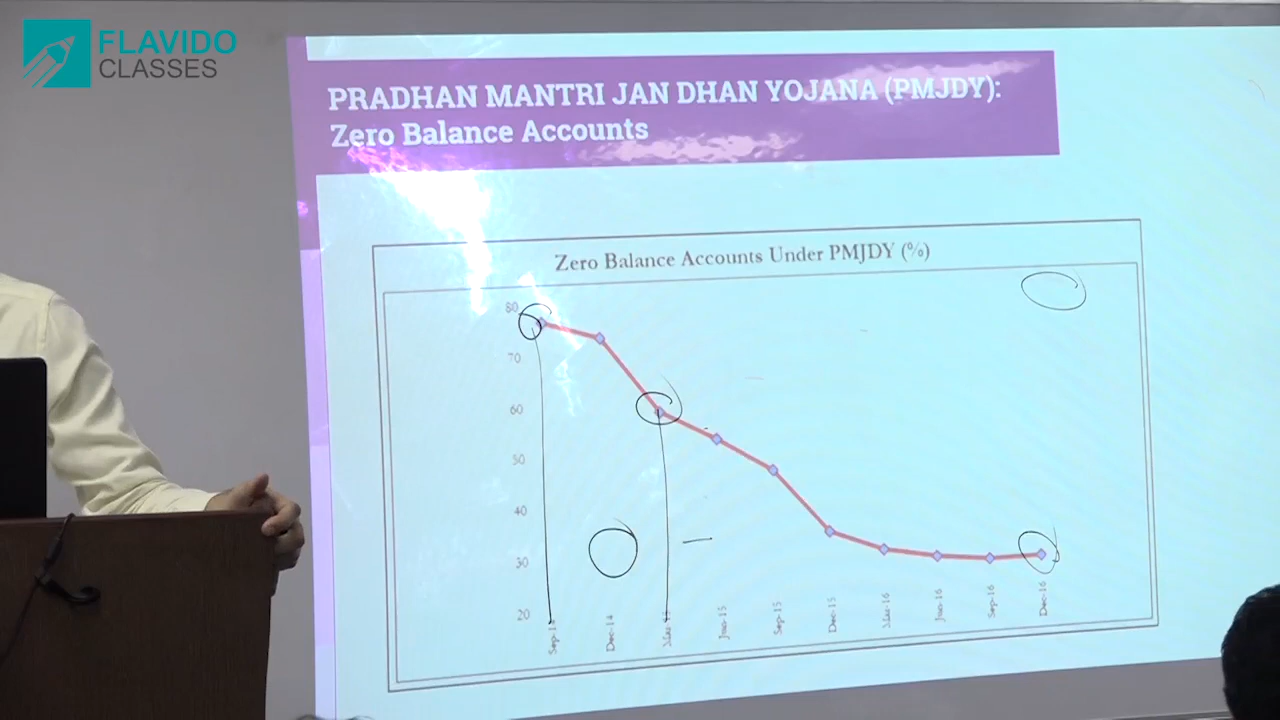 FLAVIDO
CLASSES
PRADHAN MANTRI JAN DHAN YOJANA (PMJDY):
Zero Balance Accounts
Zero Balance Accounts Under PMJDY (%)
80
70
60
50
40
30
20
Dec-14
Jun-15
Sep-15
Dec-15
Mar-16
Jun-16
Sep-16
Dec-16